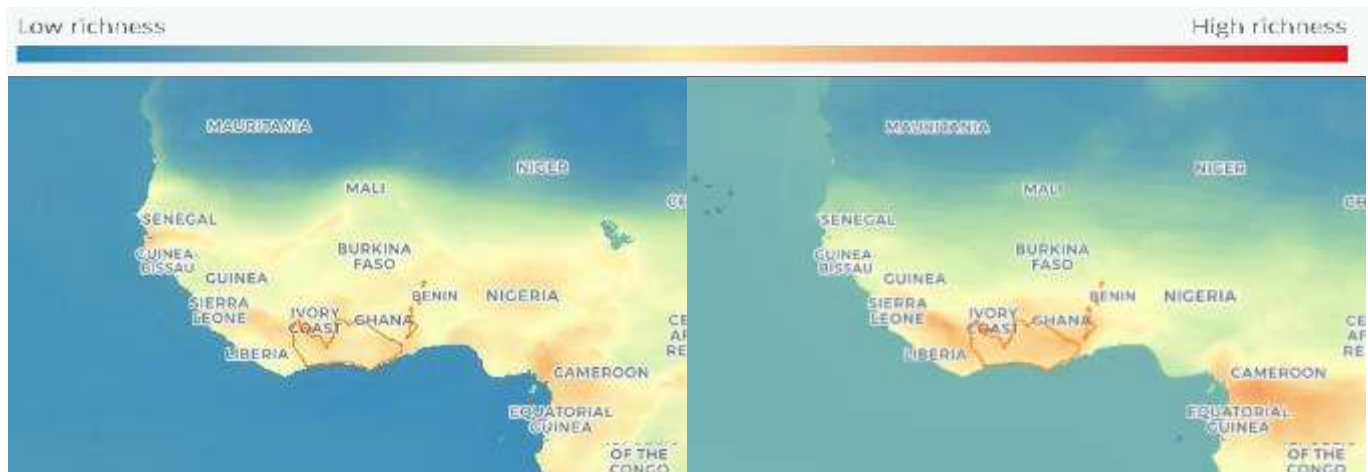 Low richness
High richness
MAURITANIA
NIGER
MALI
SENEGAL
GUINEA-
BISSAU
BURKINA
FASO
GUINEA
BENIN
NIGERIA
SIERRA
LEONE
IVORY
COAST
GHANA
LIBERIA
CAMEROON
EQUATORIAL
GUINEA
OF THE
CONGO
MAURITANIA
NIGER
MALI
SENEGAL
GUINEA
BISSAU
BURKINA
FASO
GUINEA
BENIN
NIGERIA
SIERRA
LEONE
IVORY
COAST
GHANA
LIBERIA
CAMEROON
EQUATORIAL
GUINEA
OF THE
CONGO